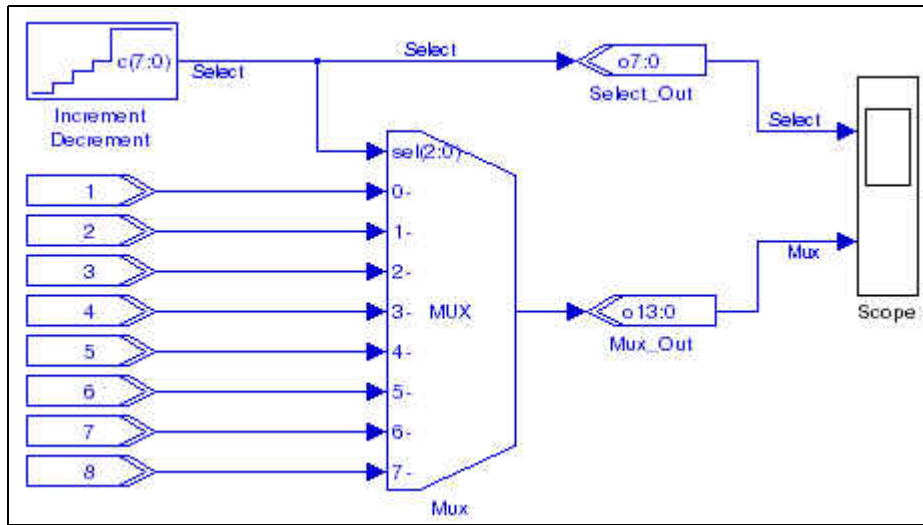 c(7:0)
Select
Increment
Decrement
Select
o7:0
Select_Out
Select
sel(2:0)
1
0-
2
1-
3
2-
4
3-
MUX
5
4-
6
5-
7
6-
8
7-
Mux
o13:0
Mux_Out
Mux
Scope